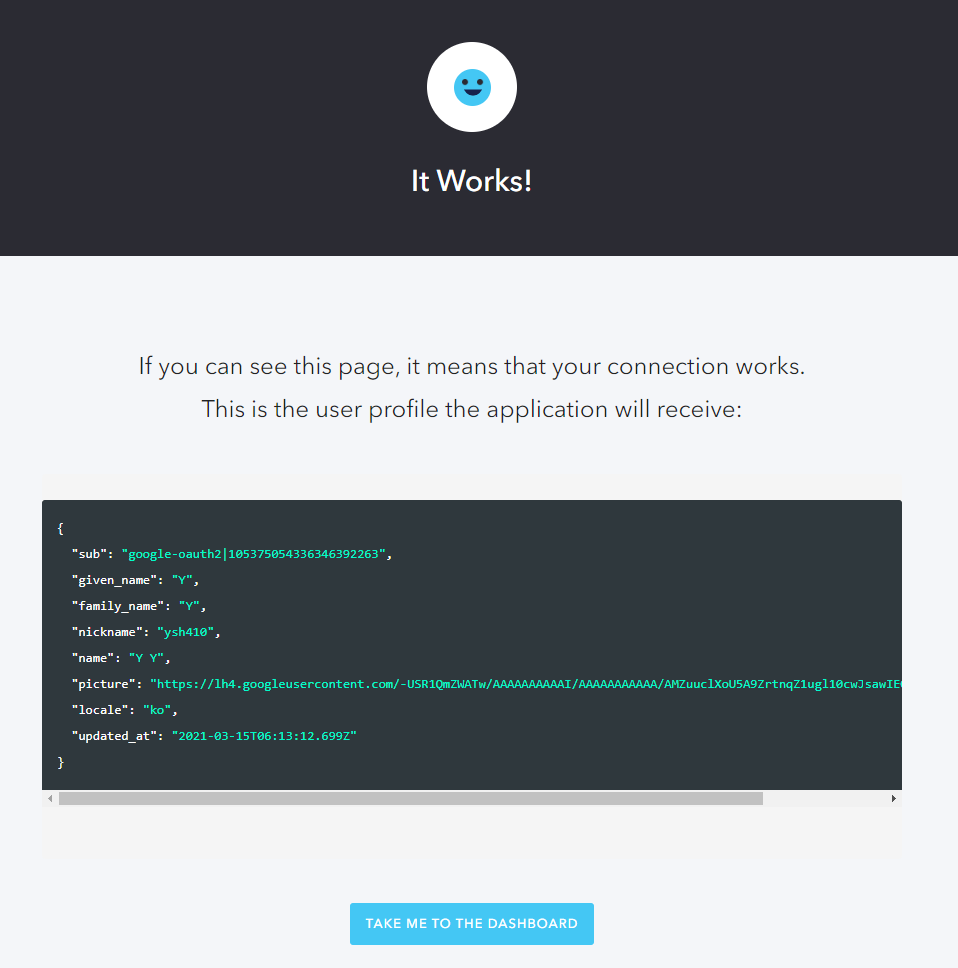 It Works!
If you can see this page, it means that your connection works.
This is the user profile the application will receive:
{
"sub": "google-oauth2|105375054336346392263",
"given_name": "Y",
"family_name": "Y",
"nickname": "ysh410",
"name": "Y Y",
"picture": "https://lh4.googleusercontent.com/-USR1QmZWATw/AAAAAAAAAAI/AAAAAAAAAAA/AMZuuclXoU5A9ZrtnqZ1ugl10cwJsawIE
"locale": "ko",
"updated_at": "2021-03-15T06:13:12.699Z"
}
TAKE ME TO THE DASHBOARD